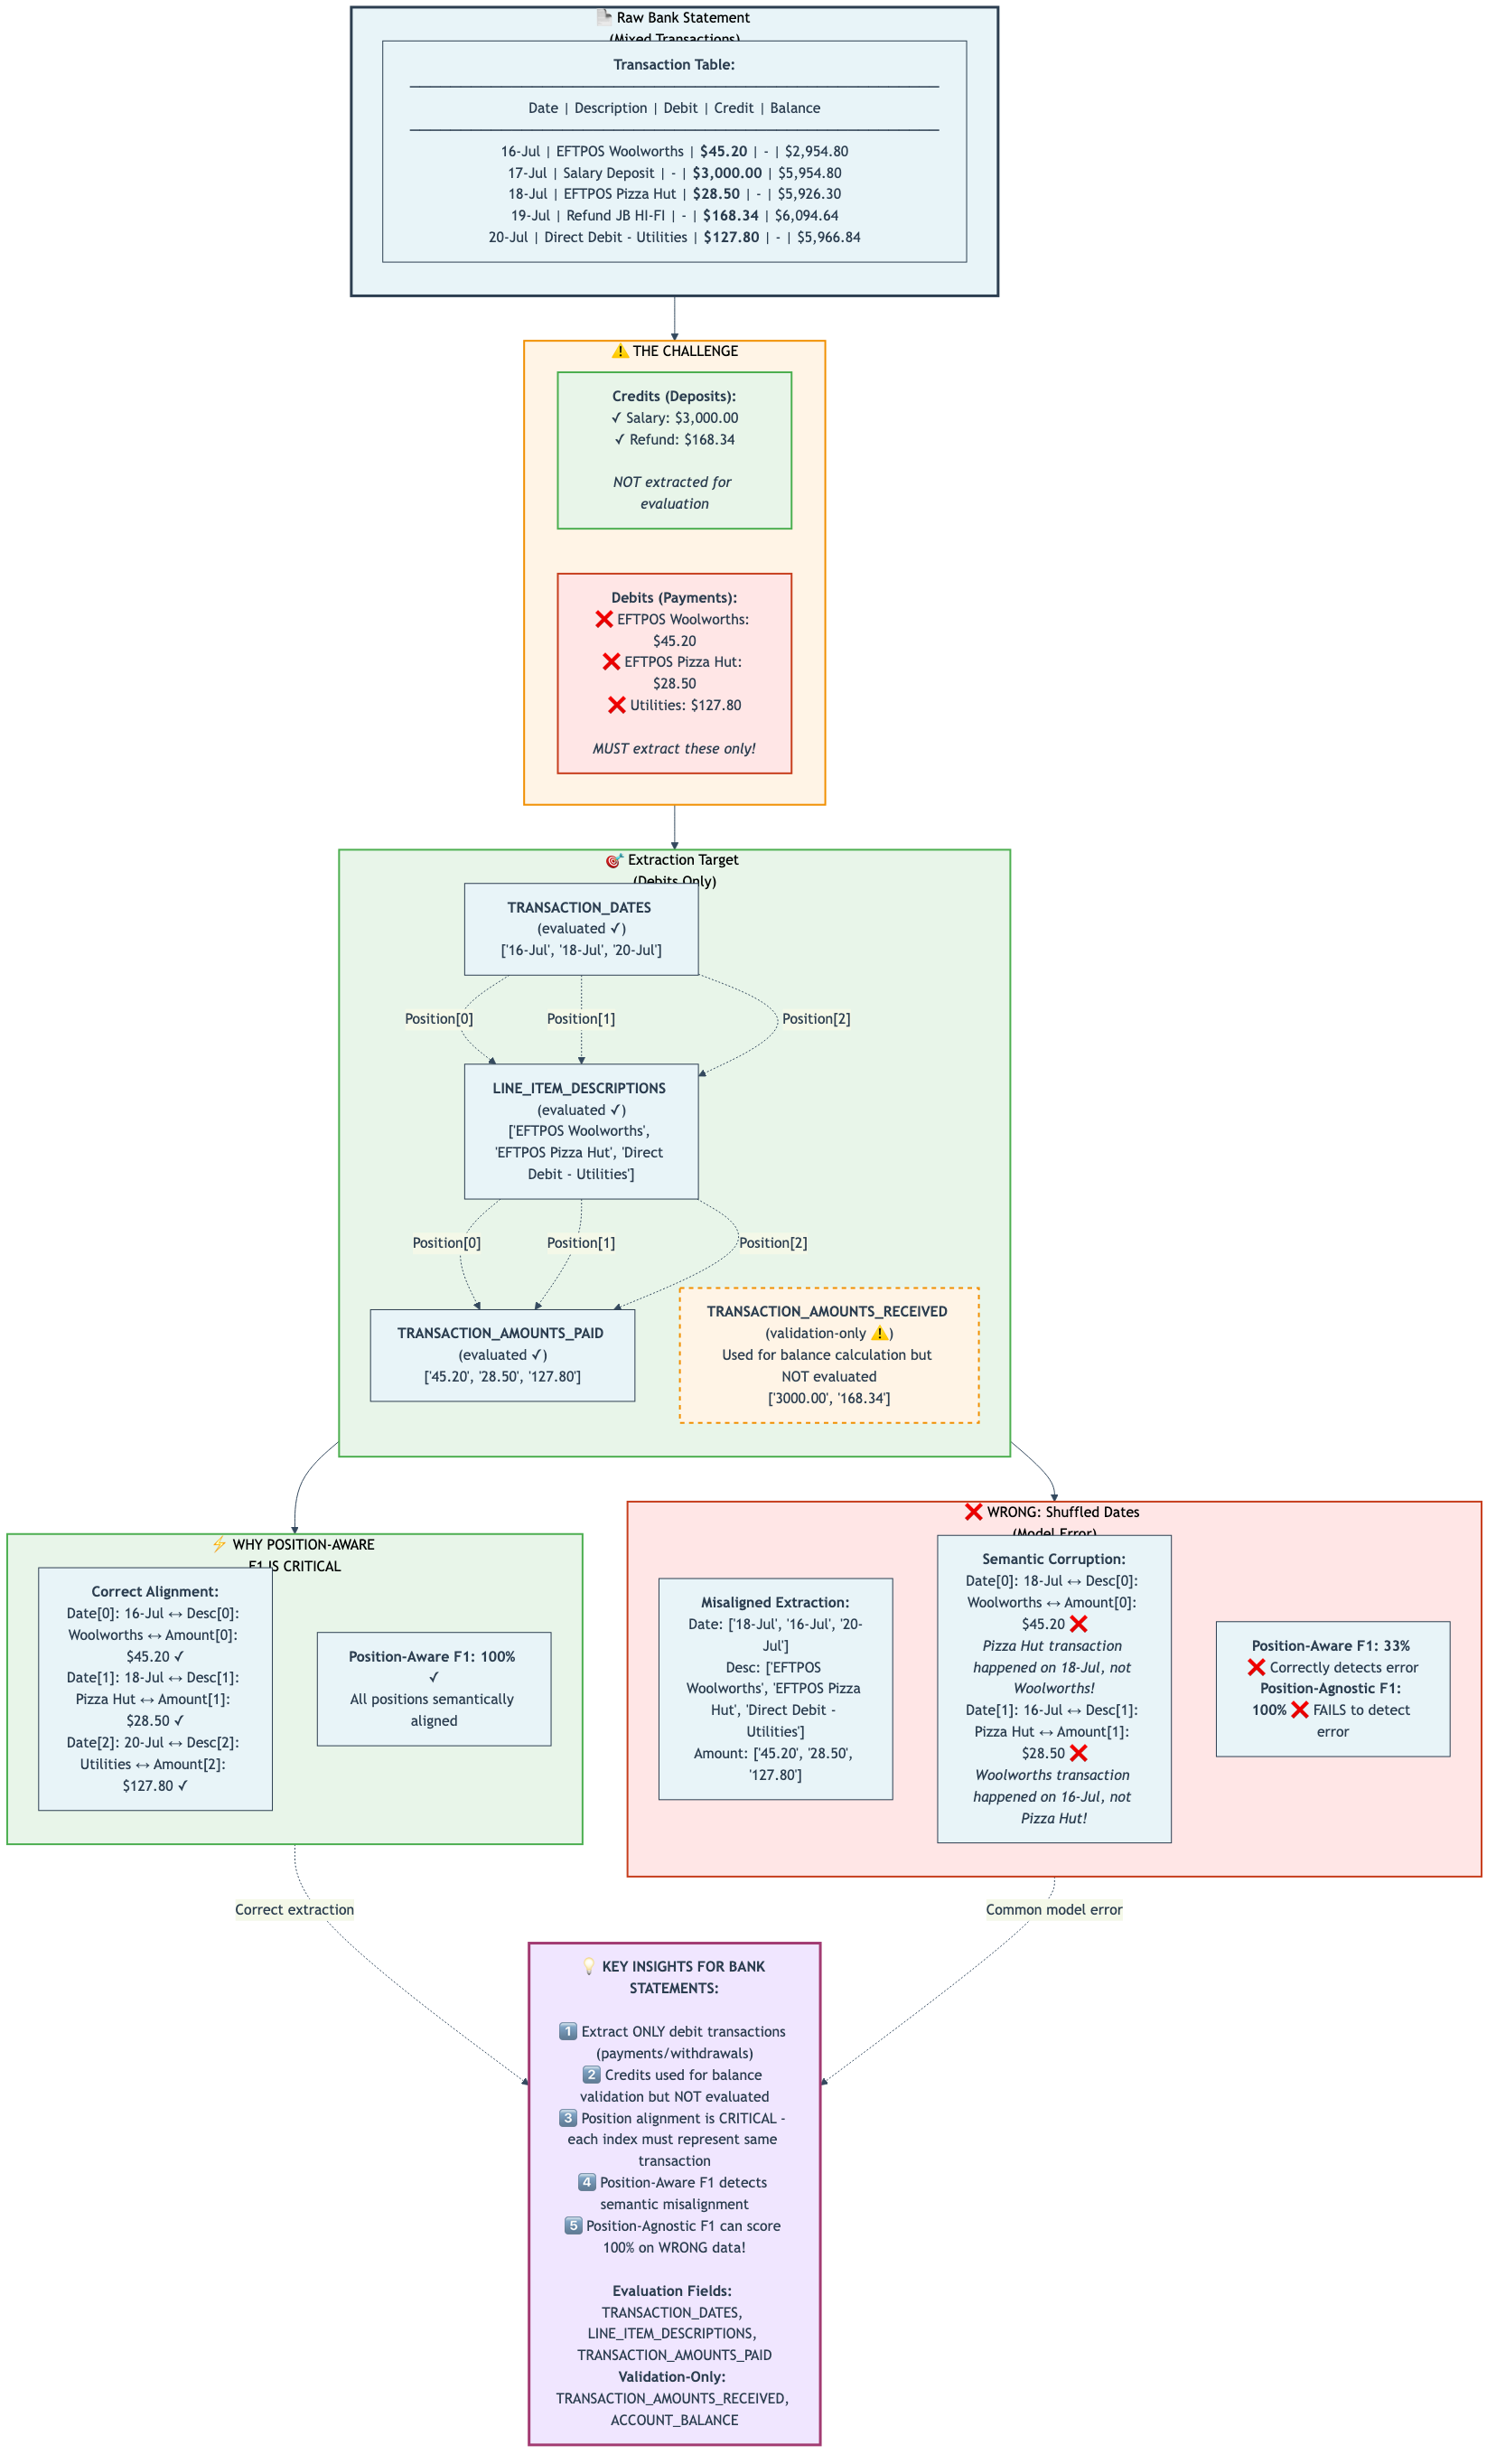 📄 Raw Bank Statement
(Mixed Transactions)
Transaction Table:
Date | Description | Debit | Credit | Balance
16-Jul | EFTPOS Woolworths | $45.20 | - | $2,954.80
17-Jul | Salary Deposit | - | $3,000.00 | $5,954.80
18-Jul | EFTPOS Pizza Hut | $28.50 | - | $5,926.30
19-Jul | Refund JB HI-FI | - | $168.34 | $6,094.64
20-Jul | Direct Debit - Utilities | $127.80 | - | $5,966.84
⚠️ THE CHALLENGE
Credits (Deposits):
✓ Salary: $3,000.00
✓ Refund: $168.34
NOT extracted for
evaluation
Debits (Payments):
❌ EFTPOS Woolworths:
$45.20
❌ EFTPOS Pizza Hut:
$28.50
❌ Utilities: $127.80
MUST extract these only!
🎯 Extraction Target
(Debits Only)
TRANSACTION_DATES
(evaluated ✓)
['16-Jul', '18-Jul', '20-Jul']
Position[0]
Position[1]
Position[2]
LINE_ITEM_DESCRIPTIONS
(evaluated ✓)
['EFTPOS Woolworths',
'EFTPOS Pizza Hut', 'Direct
Debit - Utilities']
Position[0]
Position[1]
Position[2]
TRANSACTION_AMOUNTS_PAID
(evaluated ✓)
['45.20', '28.50', '127.80']
TRANSACTION_AMOUNTS_RECEIVED
(validation-only ⚠️)
Used for balance calculation but
NOT evaluated
['3000.00', '168.34']
⚡ WHY POSITION-AWARE
F1 IS CRITICAL
Correct Alignment:
Date[0]: 16-Jul ↔ Desc[0]:
Woolworths ↔ Amount[0]:
$45.20 ✓
Date[1]: 18-Jul ↔ Desc[1]:
Pizza Hut ↔ Amount[1]:
$28.50 ✓
Date[2]: 20-Jul ↔ Desc[2]:
Utilities ↔ Amount[2]:
$127.80 ✓
Position-Aware F1: 100%
✓
All positions semantically
aligned
❌ WRONG: Shuffled Dates
(Model Error)
Misaligned Extraction:
Date: ['18-Jul', '16-Jul', '20-
Jul']
Desc: ['EFTPOS
Woolworths', 'EFTPOS Pizza
Hut', 'Direct Debit -
Utilities']
Amount: ['45.20', '28.50',
'127.80']
Semantic Corruption:
Date[0]: 18-Jul ↔ Desc[0]:
Woolworths ↔ Amount[0]:
$45.20 ❌
Pizza Hut transaction
happened on 18-Jul, not
Woolworths!
Date[1]: 16-Jul ↔ Desc[1]:
Pizza Hut ↔ Amount[1]:
$28.50 ❌
Woolworths transaction
happened on 16-Jul, not
Pizza Hut!
Position-Aware F1: 33%
❌ Correctly detects error
Position-Agnostic F1:
100% ❌ FAILS to detect
error
Correct extraction
Common model error
💡 KEY INSIGHTS FOR BANK
STATEMENTS:
1️⃣ Extract ONLY debit transactions
(payments/withdrawals)
2️⃣ Credits used for balance
validation but NOT evaluated
3️⃣ Position alignment is CRITICAL -
each index must represent same
transaction
4️⃣ Position-Aware F1 detects
semantic misalignment
5️⃣ Position-Agnostic F1 can score
100% on WRONG data!
Evaluation Fields:
TRANSACTION_DATES,
LINE_ITEM_DESCRIPTIONS,
TRANSACTION_AMOUNTS_PAID
Validation-Only:
TRANSACTION_AMOUNTS_RECEIVED,
ACCOUNT_BALANCE